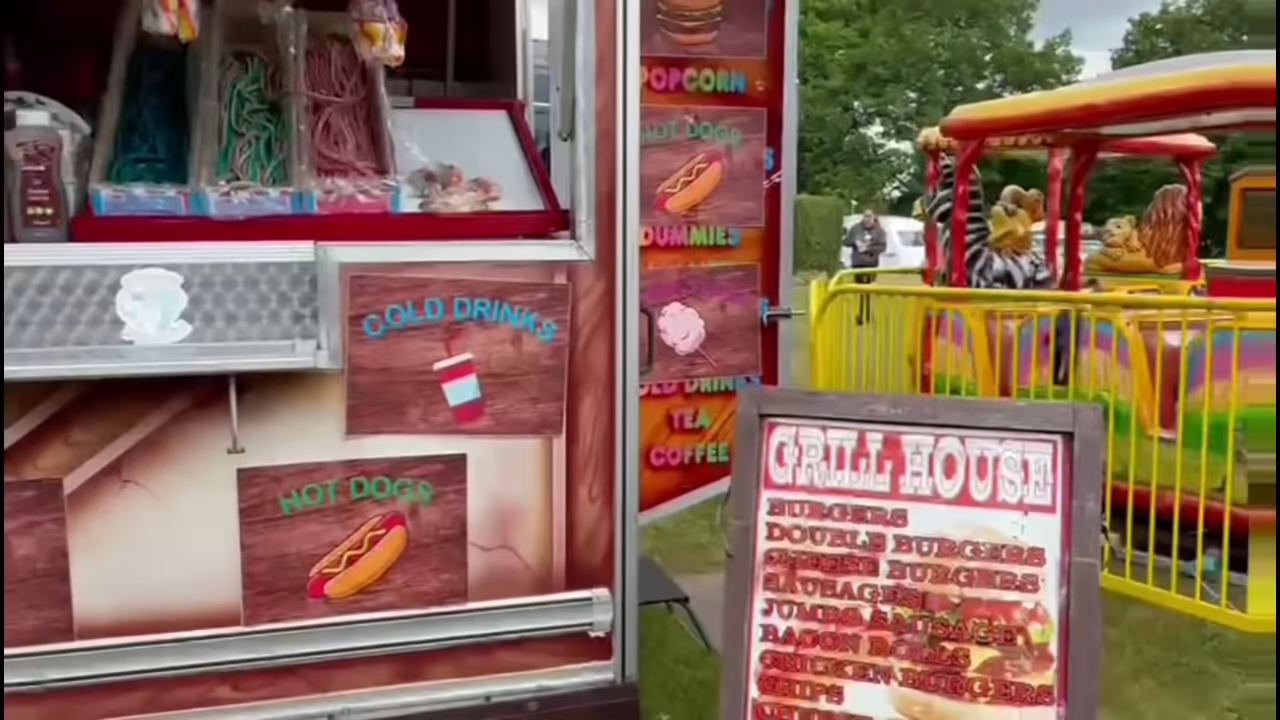 COLD DRINKS
HOT DOGS
POPCORN
HOT DOGS
DUMMIES
COLD DRINKS
TEA
COFFEE
GRILL HOUSE
BURGERS
DOUBLE BURGERS
CHEESE BURGERS
SAUSAGES
JUMBO SAUSAGE
BACON ROLLS
CHICKEN BURGERS
CHIPS